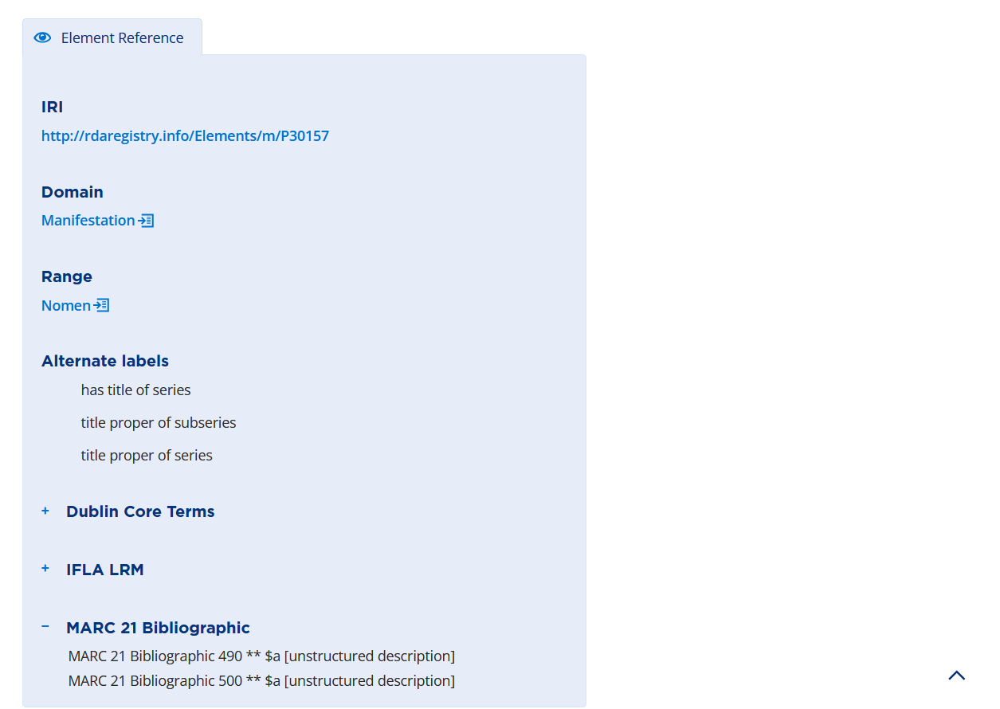 Element Reference
IRI
http://rdaregistry.info/Elements/m/P30157
Domain
Manifestation
Range
Nomen
Alternate labels
has title of series
title proper of subseries
title proper of series
+ Dublin Core Terms
+ IFLA LRM
− MARC 21 Bibliographic
MARC 21 Bibliographic 490 ** $a [unstructured description]
MARC 21 Bibliographic 500 ** $a [unstructured description]